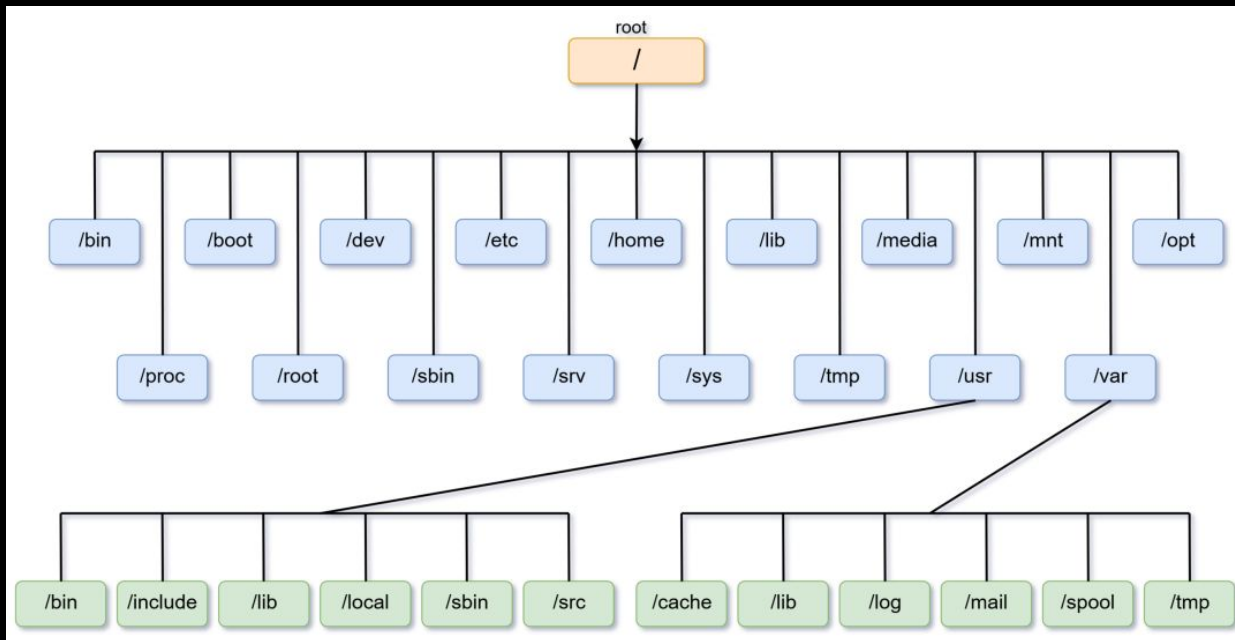 root
/
/bin
/boot
/dev
/etc
/home
/lib
/media
/mnt
/opt
/proc
/root
/sbin
/srv
/sys
/tmp
/usr
/var
/bin
/include
/lib
/local
/sbin
/src
/cache
/lib
/log
/mail
/spool
/tmp